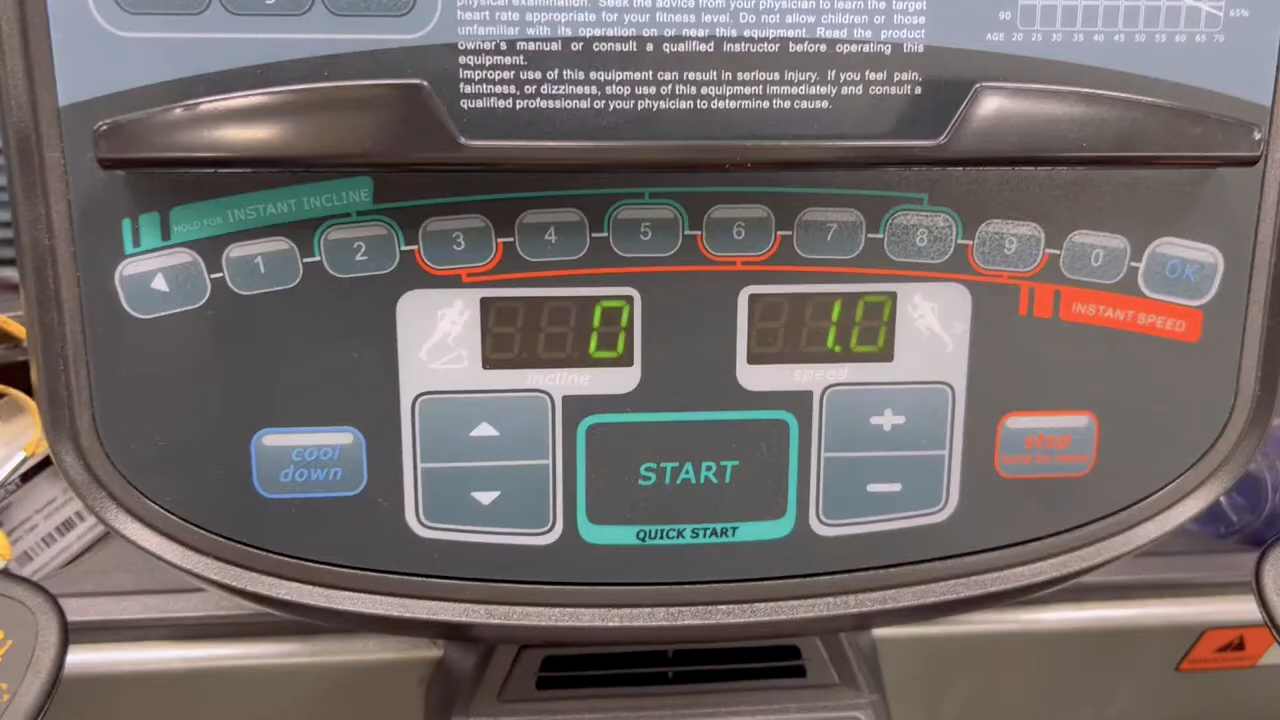 physical examination. Seek the advice from your physician to learn the target
heart rate appropriate for your fitness level. Do not allow children or those
unfamiliar with its operation on or near this equipment. Read the product
owner's manual or consult a qualified instructor before operating this
equipment.
Improper use of this equipment can result in serious injury. If you feel pain,
faintness, or dizziness, stop use of this equipment immediately and consult a
qualified professional or your physician to determine the cause.
90
65%
AGE 20 25 30 35 40 45 50 55 60 65 70
HOLD FOR INSTANT INCLINE
1 2 3 4 5 6 7 8 9 0 OK
INSTANT SPEED
0
1.0
incline
speed
cool
down
START
QUICK START
stop